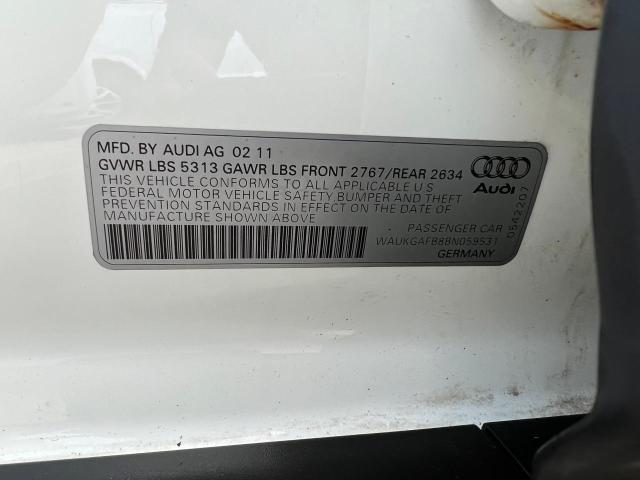 MFD. BY AUDI AG 02 11
GVWR LBS 5313 GAWR LBS FRONT 2767/REAR 2634
THIS VEHICLE CONFORMS TO ALL APPLICABLE U S
FEDERAL MOTOR VEHICLE SAFETY,BUMPER AND THEFT
PREVENTION STANDARDS IN EFFECT ON THE DATE OF
MANUFACTURE SHOWN ABOVE
Audi
0542207
PASSENGER CAR
WAUKGAFB8BN059531
GERMANY